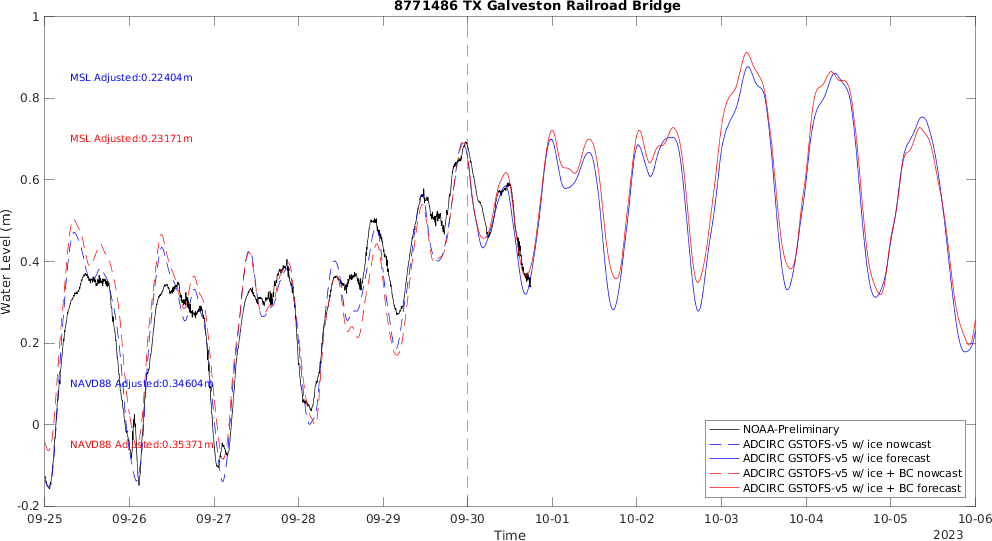 8771486 TX Galveston Railroad Bridge
1
0.8
0.6
0.4
0.2
0
-0.2
Water Level (m)
MSL Adjusted:0.22404m
MSL Adjusted:0.23171m
NAVD88 Adjusted:0.34604m
NAVD88 Adjusted:0.35371m
NOAA-Preliminary
ADCIRC GSTOFS-v5 w/ ice nowcast
ADCIRC GSTOFS-v5 w/ ice forecast
ADCIRC GSTOFS-v5 w/ ice + BC nowcast
ADCIRC GSTOFS-v5 w/ ice + BC forecast
09-25 09-26 09-27 09-28 09-29 09-30 10-01 10-02 10-03 10-04 10-05 10-06
Time
2023